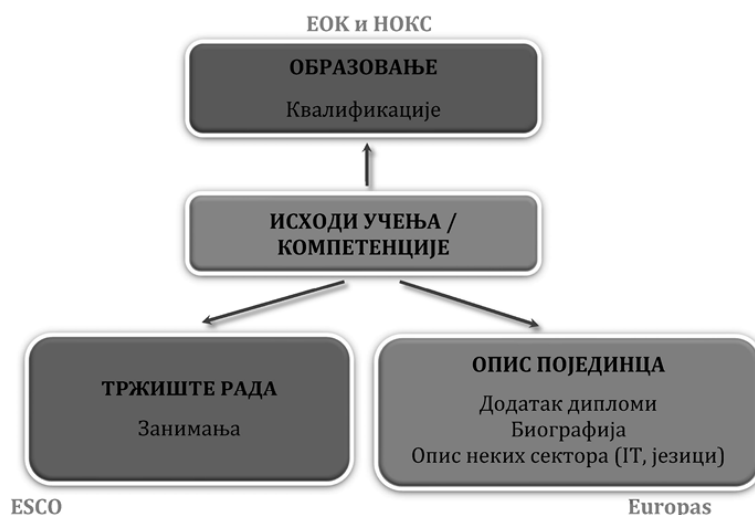 ЕОК и НОКС
ОБРАЗОВАЊЕ
Квалификације
ИСХОДИ УЧЕЊА /
КОМПЕТЕНЦИЈЕ
ТРЖИШТЕ РАДА
Занимања
ОПИС ПОЈЕДИНЦА
Додатак дипломи
Биографија
Опис неких сектора (IT, језици)
ESCO
Europas